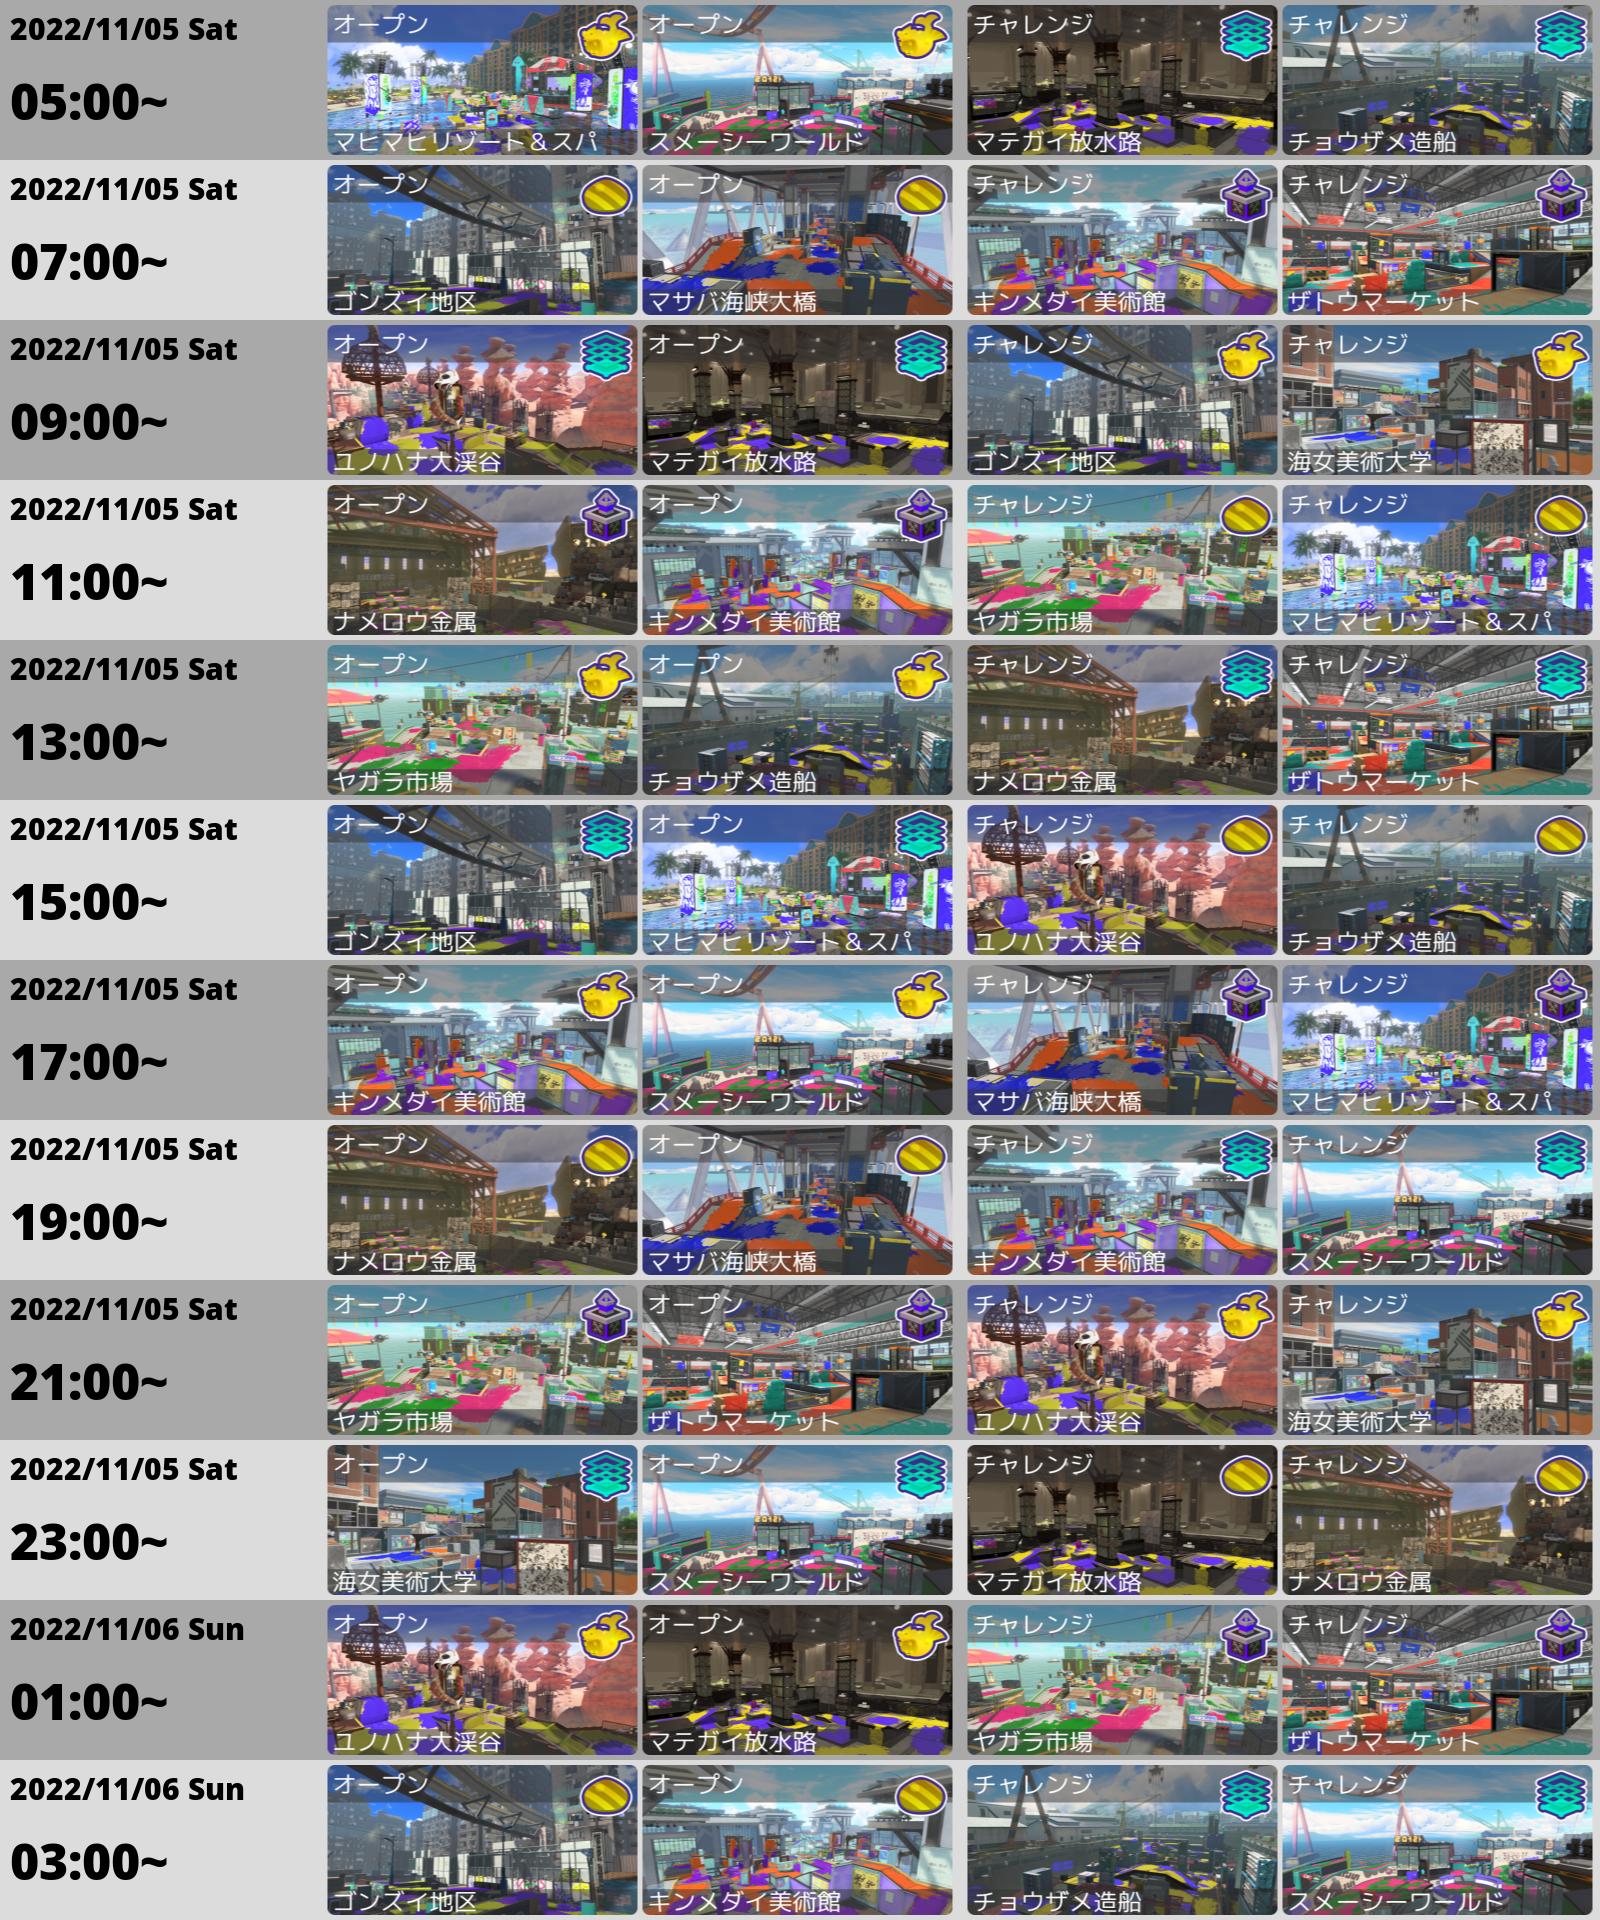 2022/11/05 Sat
05:00~
オープン
マヒマヒリゾート＆スパ
オープン
スメーシーワールド
チャレンジ
マテガイ放水路
チャレンジ
チョウザメ造船
2022/11/05 Sat
07:00~
オープン
ゴンズイ地区
オープン
マサバ海峡大橋
チャレンジ
キンメダイ美術館
チャレンジ
ザトウマーケット
2022/11/05 Sat
09:00~
オープン
ユノハナ大渓谷
オープン
マテガイ放水路
チャレンジ
ゴンズイ地区
チャレンジ
海女美術大学
2022/11/05 Sat
11:00~
オープン
ナメロウ金属
オープン
キンメダイ美術館
チャレンジ
ヤガラ市場
チャレンジ
マヒマヒリゾート＆スパ
2022/11/05 Sat
13:00~
オープン
ヤガラ市場
オープン
チョウザメ造船
チャレンジ
ナメロウ金属
チャレンジ
ザトウマーケット
2022/11/05 Sat
15:00~
オープン
ゴンズイ地区
オープン
マヒマヒリゾート＆スパ
チャレンジ
ユノハナ大渓谷
チャレンジ
チョウザメ造船
2022/11/05 Sat
17:00~
オープン
キンメダイ美術館
オープン
スメーシーワールド
チャレンジ
マサバ海峡大橋
チャレンジ
マヒマヒリゾート＆スパ
2022/11/05 Sat
19:00~
オープン
ナメロウ金属
オープン
マサバ海峡大橋
チャレンジ
キンメダイ美術館
チャレンジ
スメーシーワールド
2022/11/05 Sat
21:00~
オープン
ヤガラ市場
オープン
ザトウマーケット
チャレンジ
ユノハナ大渓谷
チャレンジ
海女美術大学
2022/11/05 Sat
23:00~
オープン
海女美術大学
オープン
スメーシーワールド
チャレンジ
マテガイ放水路
チャレンジ
ナメロウ金属
2022/11/06 Sun
01:00~
オープン
ユノハナ大渓谷
オープン
マテガイ放水路
チャレンジ
ヤガラ市場
チャレンジ
ザトウマーケット
2022/11/06 Sun
03:00~
オープン
ゴンズイ地区
オープン
キンメダイ美術館
チャレンジ
チョウザメ造船
チャレンジ
スメーシーワールド